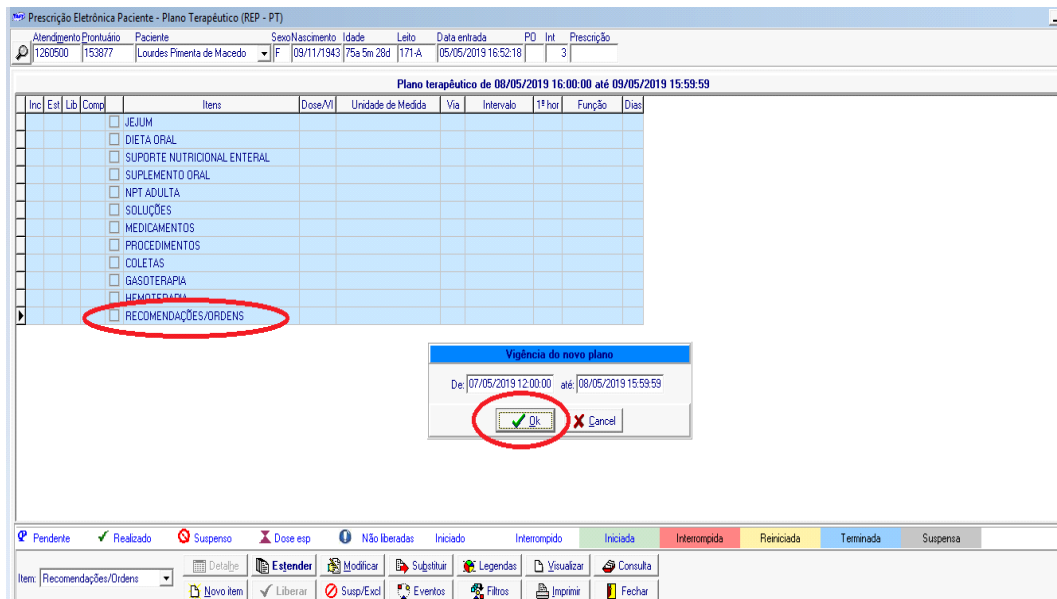 Prescrição Eletrônica Paciente - Plano Terapêutico (REP - PT)
Atendimento Prontuário Paciente Sexo Nascimento Idade Leito Data entrada PO Int Prescrição
1260500 153877 Lourdes Pimenta de Macedo F 09/11/1943 75a 5m 28d 171-A 05/05/2019 16:52:18 3
Plano terapêutico de 08/05/2019 16:00:00 até 09/05/2019 15:59:59
Inc Est Lib Comp Itens Dose/Vl Unidade de Medida Via Intervalo 1ª hor Função Dias
JEJUM
DIETA ORAL
SUPORTE NUTRICIONAL ENTERAL
SUPLEMENTO ORAL
NPT ADULTA
SOLUÇÕES
MEDICAMENTOS
PROCEDIMENTOS
COLETAS
GASOTERAPIA
HEMOTERAPIA
RECOMENDAÇÕES/ORDENS
Vigência do novo plano
De: 07/05/2019 12:00:00 até: 08/05/2019 15:59:59
Ok Cancel
Pendente Realizado Suspenso Dose esp Não liberadas Iniciado Interrompido Iniciada Interrompida Reiniciada Terminada Suspensa
Item: Recomendações/Ordens
Detalhe Estender Modificar Substituir Legendas Visualizar Consulta
Novo item Liberar Susp/Excl Eventos Filtros Imprimir Fechar